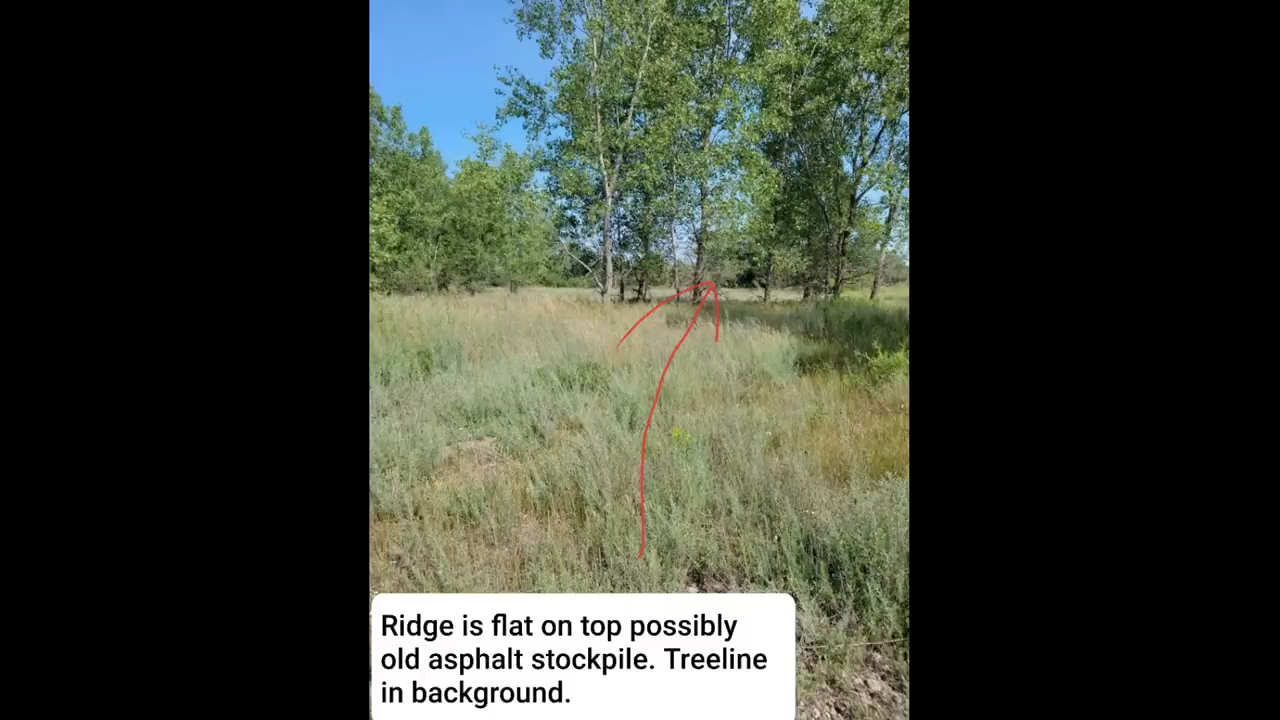 Ridge is flat on top possibly
old asphalt stockpile. Treeline
in background.